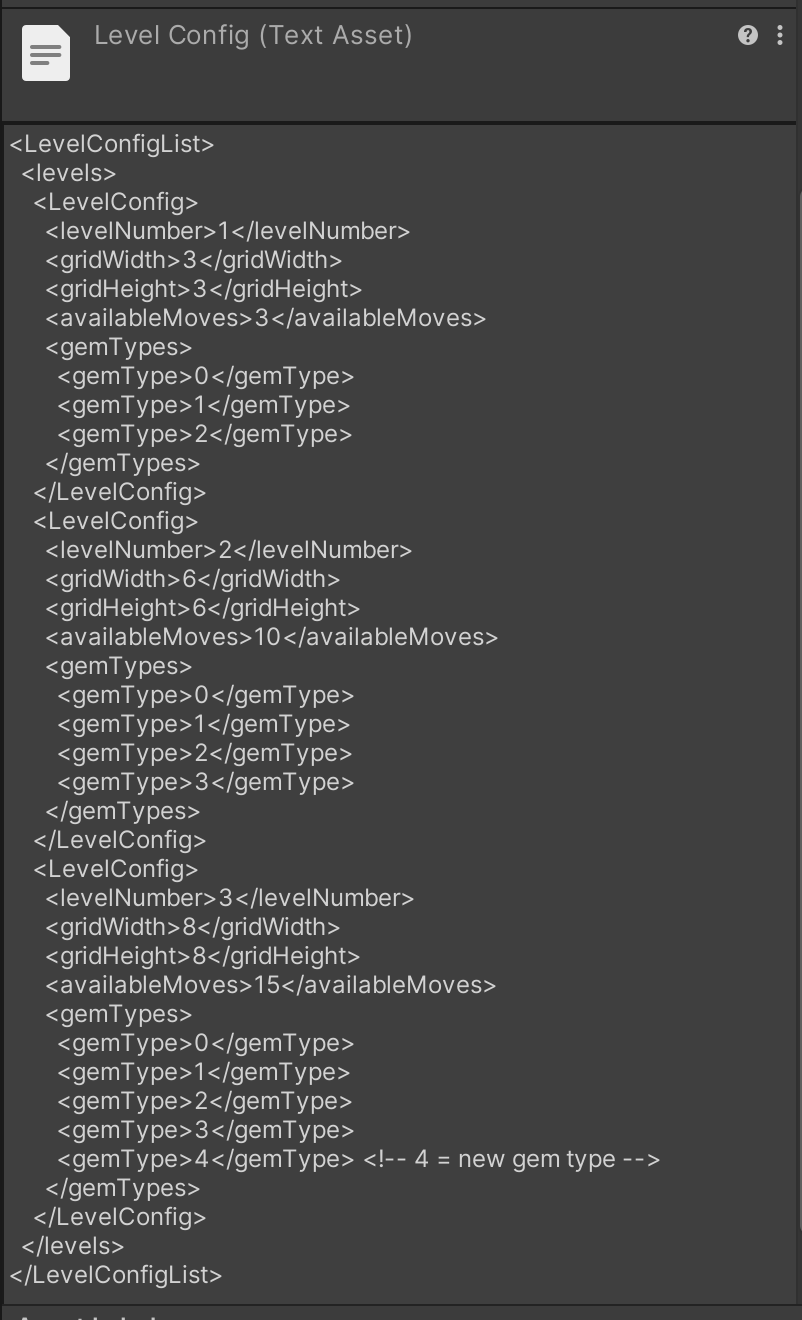 Level Config (Text Asset)
<LevelConfigList>
<levels>
<LevelConfig>
<levelNumber>1</levelNumber>
<gridWidth>3</gridWidth>
<gridHeight>3</gridHeight>
<availableMoves>3</availableMoves>
<gemTypes>
<gemType>0</gemType>
<gemType>1</gemType>
<gemType>2</gemType>
</gemTypes>
</LevelConfig>
<LevelConfig>
<levelNumber>2</levelNumber>
<gridWidth>6</gridWidth>
<gridHeight>6</gridHeight>
<availableMoves>10</availableMoves>
<gemTypes>
<gemType>0</gemType>
<gemType>1</gemType>
<gemType>2</gemType>
<gemType>3</gemType>
</gemTypes>
</LevelConfig>
<LevelConfig>
<levelNumber>3</levelNumber>
<gridWidth>8</gridWidth>
<gridHeight>8</gridHeight>
<availableMoves>15</availableMoves>
<gemTypes>
<gemType>0</gemType>
<gemType>1</gemType>
<gemType>2</gemType>
<gemType>3</gemType>
<gemType>4</gemType> <!-- 4 = new gem type -->
</gemTypes>
</LevelConfig>
</levels>
</LevelConfigList>